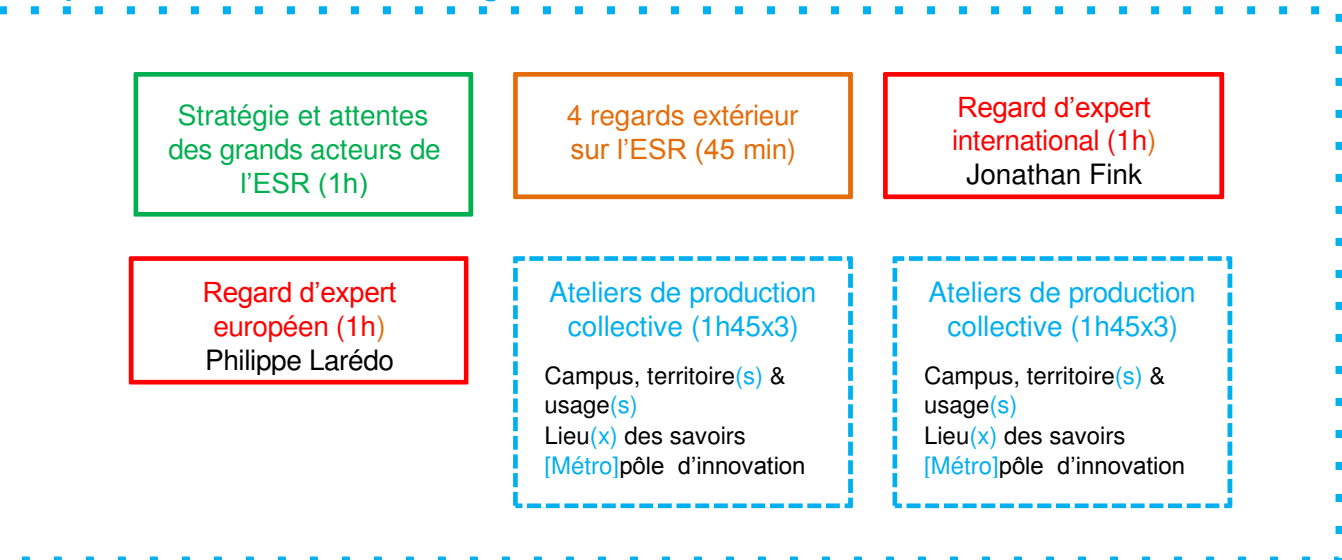 Stratégie et attentes
des grands acteurs de
l'ESR (1h)
4 regards extérieur
sur l'ESR (45 min)
Regard d'expert
international (1h)
Jonathan Fink
Regard d'expert
européen (1h)
Philippe Larédo
Ateliers de production
collective (1h45x3)
Campus, territoire(s) &
usage(s)
Lieu(x) des savoirs
[Métro]pôle d'innovation
Ateliers de production
collective (1h45x3)
Campus, territoire(s) &
usage(s)
Lieu(x) des savoirs
[Métro]pôle d'innovation